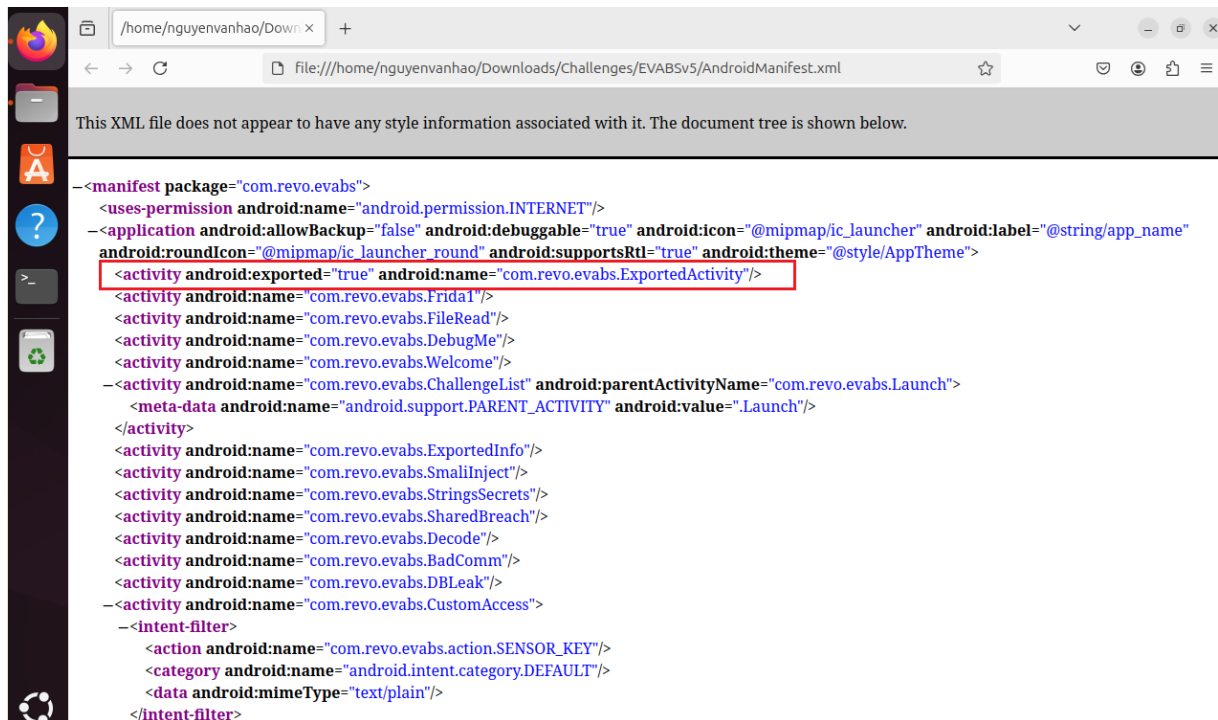 /home/nguyenvanhao/Down
file:///home/nguyenvanhao/Downloads/Challenges/EVABSv5/AndroidManifest.xml
This XML file does not appear to have any style information associated with it. The document tree is shown below.
–<manifest package="com.revo.evabs">
<uses-permission android:name="android.permission.INTERNET"/>
–<application android:allowBackup="false" android:debuggable="true" android:icon="@mipmap/ic_launcher" android:label="@string/app_name"
android:roundIcon="@mipmap/ic_launcher_round" android:supportsRtl="true" android:theme="@style/AppTheme">
<activity android:exported="true" android:name="com.revo.evabs.ExportedActivity"/>
<activity android:name="com.revo.evabs.Frida1"/>
<activity android:name="com.revo.evabs.FileRead"/>
<activity android:name="com.revo.evabs.DebugMe"/>
<activity android:name="com.revo.evabs.Welcome"/>
–<activity android:name="com.revo.evabs.ChallengeList" android:parentActivityName="com.revo.evabs.Launch">
<meta-data android:name="android.support.PARENT_ACTIVITY" android:value=".Launch"/>
</activity>
<activity android:name="com.revo.evabs.ExportedInfo"/>
<activity android:name="com.revo.evabs.SmaliInject"/>
<activity android:name="com.revo.evabs.StringsSecrets"/>
<activity android:name="com.revo.evabs.SharedBreach"/>
<activity android:name="com.revo.evabs.Decode"/>
<activity android:name="com.revo.evabs.BadComm"/>
<activity android:name="com.revo.evabs.DBLeak"/>
–<activity android:name="com.revo.evabs.CustomAccess">
–<intent-filter>
<action android:name="com.revo.evabs.action.SENSOR_KEY"/>
<category android:name="android.intent.category.DEFAULT"/>
<data android:mimeType="text/plain"/>
</intent-filter>